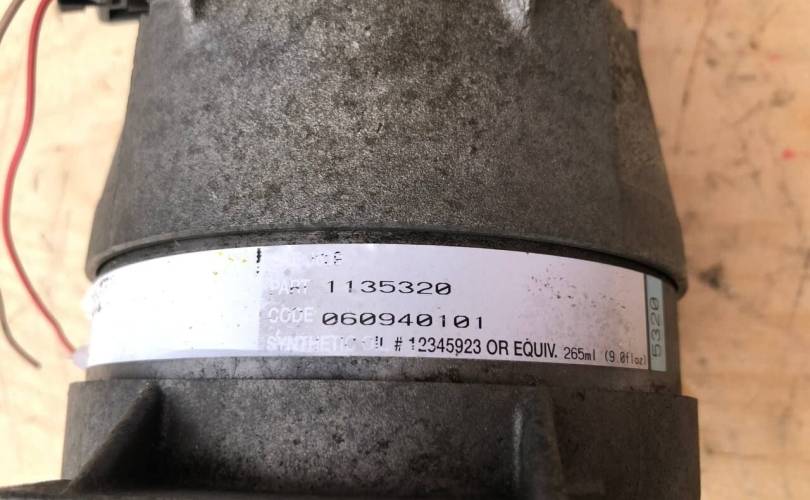 PART 1135320
CODE 060940101
# 12345923 OR EQUIV. 265ml (9.0floz)
5320